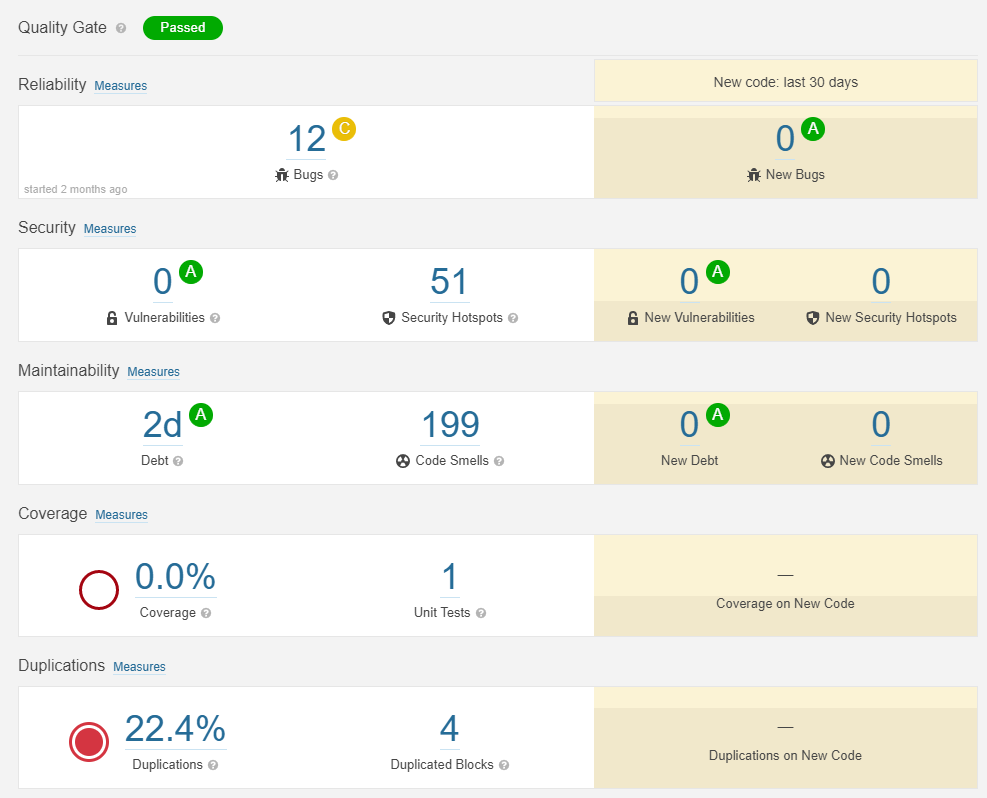 Quality Gate ? Passed
Reliability Measures
New code: last 30 days
12 C
Bugs ?
started 2 months ago
0 A
New Bugs
Security Measures
0 A
Vulnerabilities ?
51
Security Hotspots ?
0 A
New Vulnerabilities
0
New Security Hotspots
Maintainability Measures
2d A
Debt ?
199
Code Smells ?
0 A
New Debt
0
New Code Smells
Coverage Measures
0.0%
Coverage ?
1
Unit Tests ?
—
Coverage on New Code
Duplications Measures
22.4%
Duplications ?
4
Duplicated Blocks ?
—
Duplications on New Code